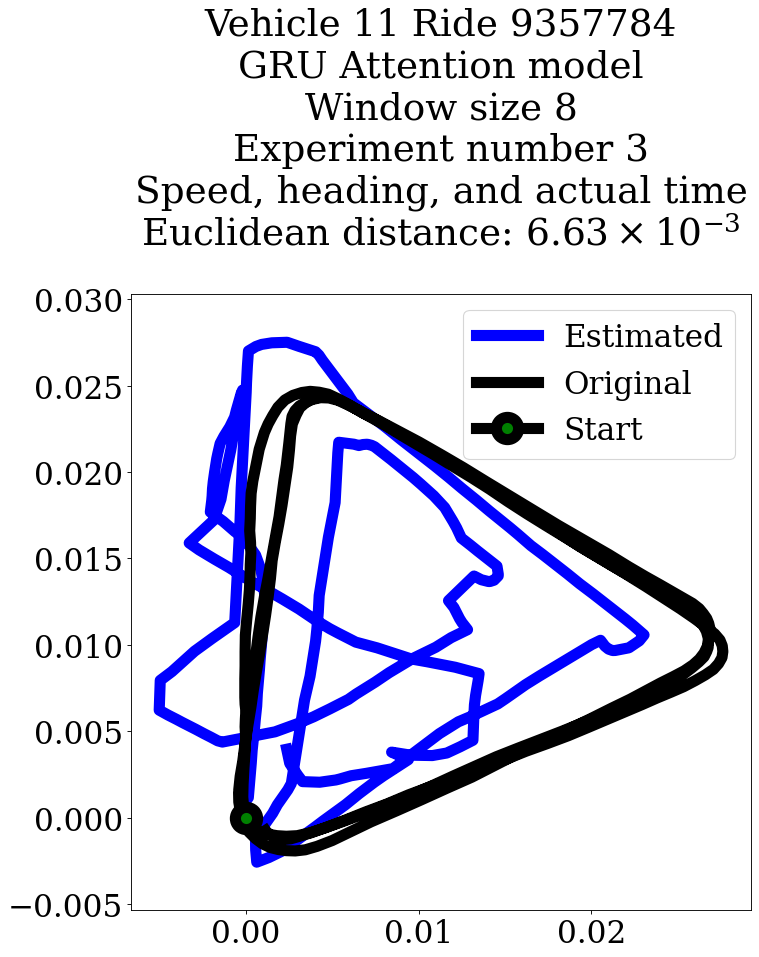 Vehicle 11 Ride 9357784
GRU Attention model
Window size 8
Experiment number 3
Speed, heading, and actual time
Euclidean distance: 6.63 × 10⁻³
0.030
0.025
0.020
0.015
0.010
0.005
0.000
−0.005
Estimated
Original
Start
0.00 0.01 0.02